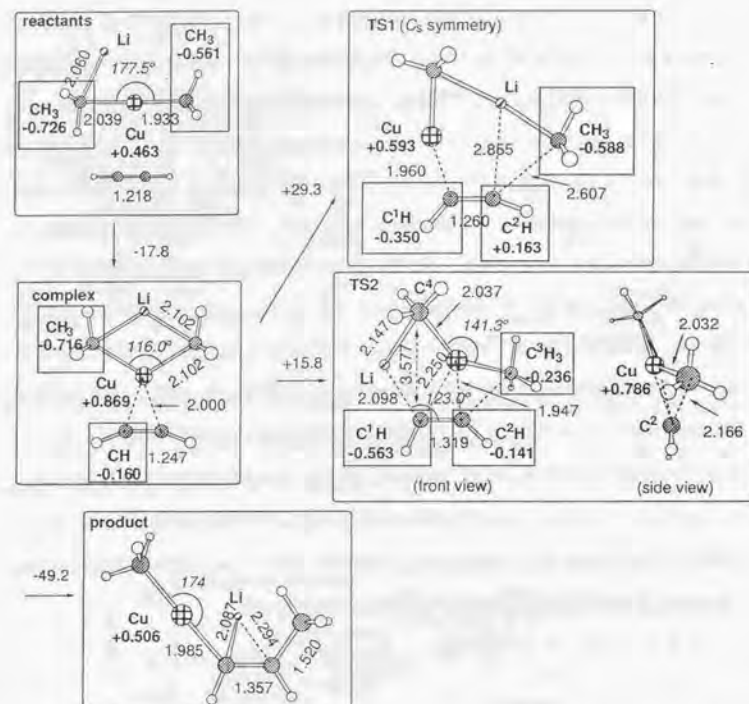 reactants
Li
CH3
-0.561
2.060
177.5°
CH3
-0.726
2.039
1.933
Cu
+0.463
1.218
-17.8
+29.3
TS1 (Cs symmetry)
Li
Cu
+0.593
CH3
-0.588
2.855
1.960
2.607
C1H
-0.350
1.260
C2H
+0.163
complex
Li
2.102
CH3
-0.716
116.0°
Cu
+0.869
2.102
2.000
CH
-0.160
1.247
+15.8
TS2
C4
2.037
141.3°
2.147
3.577
2.250
C3H3
-0.236
Li
2.098
123.0°
1.947
C1H
-0.563
1.319
C2H
-0.141
(front view)
2.032
Cu
+0.786
C2
2.166
(side view)
-49.2
product
174
Li
Cu
+0.506
2.087
2.294
1.985
1.520
1.357